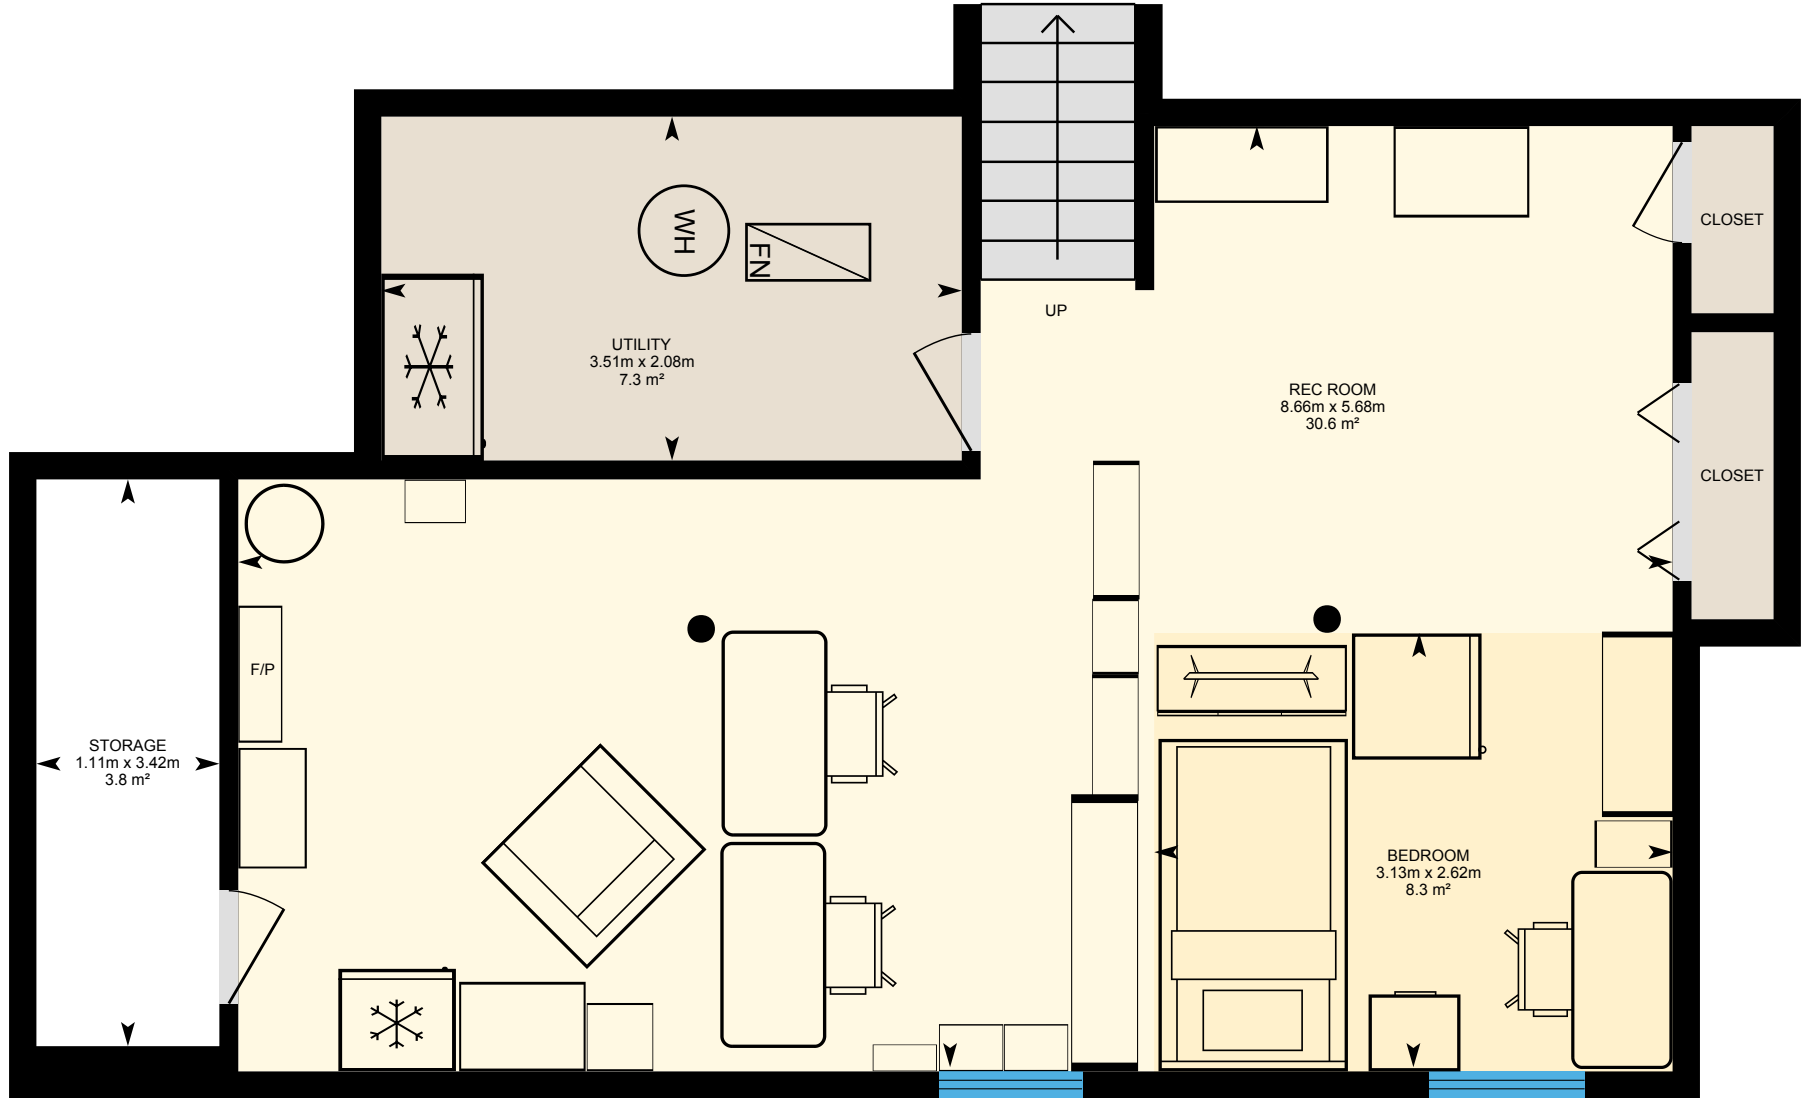 WH
FN
UP
UTILITY
3.51m x 2.08m
7.3 m²
CLOSET
REC ROOM
8.66m x 5.68m
30.6 m²
CLOSET
F/P
STORAGE
1.11m x 3.42m
3.8 m²
BEDROOM
3.13m x 2.62m
8.3 m²